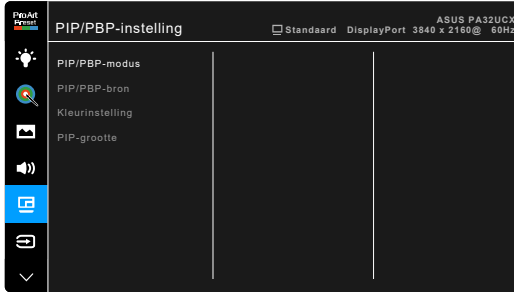 ProArt
Preset
PIP/PBP-instelling
ASUS PA32UCX
Standaard DisplayPort 3840 x 2160@ 60Hz
PIP/PBP-modus
PIP/PBP-bron
Kleurinstelling
PIP-grootte